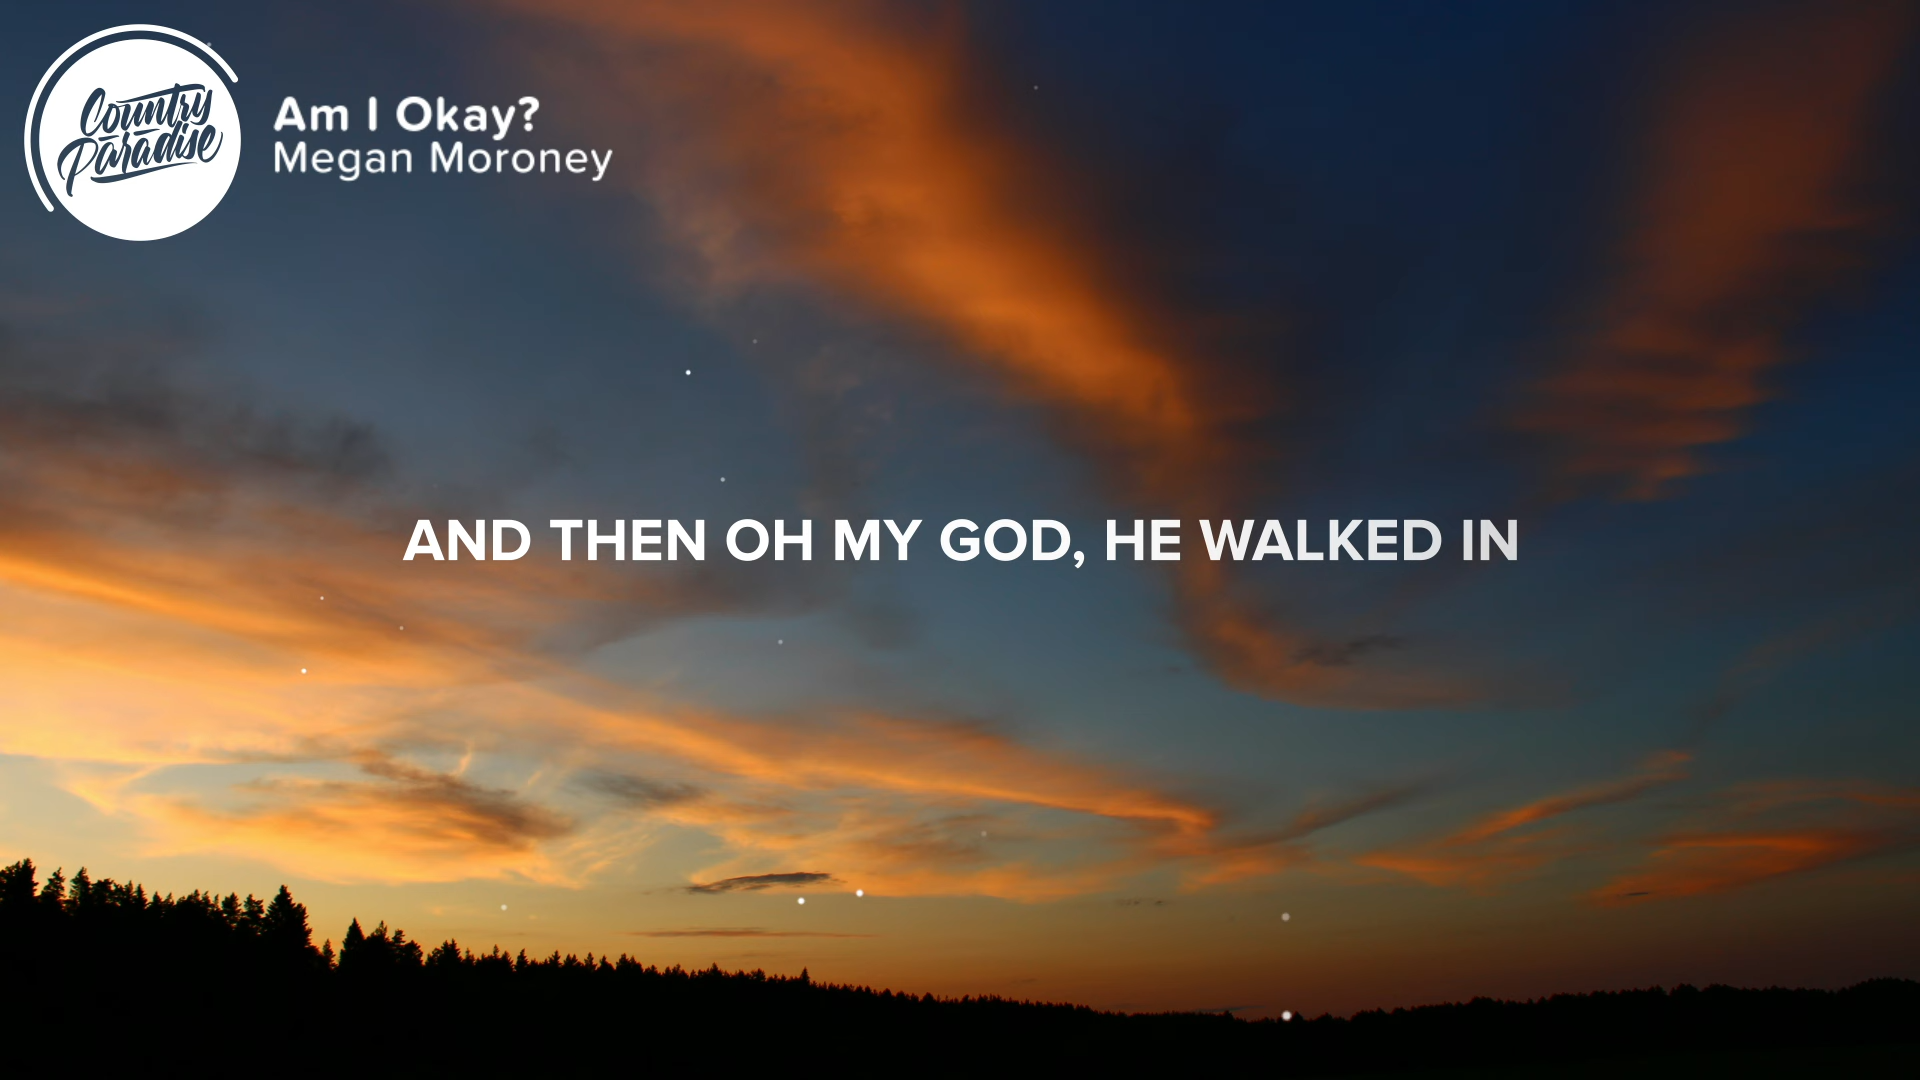 Country
Paradise
Am I Okay?
Megan Moroney
AND THEN OH MY GOD, HE WALKED IN